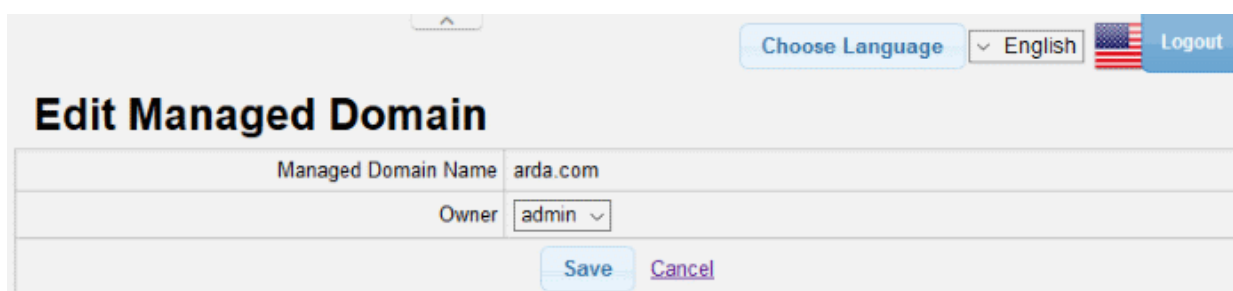 Choose Language English Logout
Edit Managed Domain
Managed Domain Name arda.com
Owner admin
Save Cancel